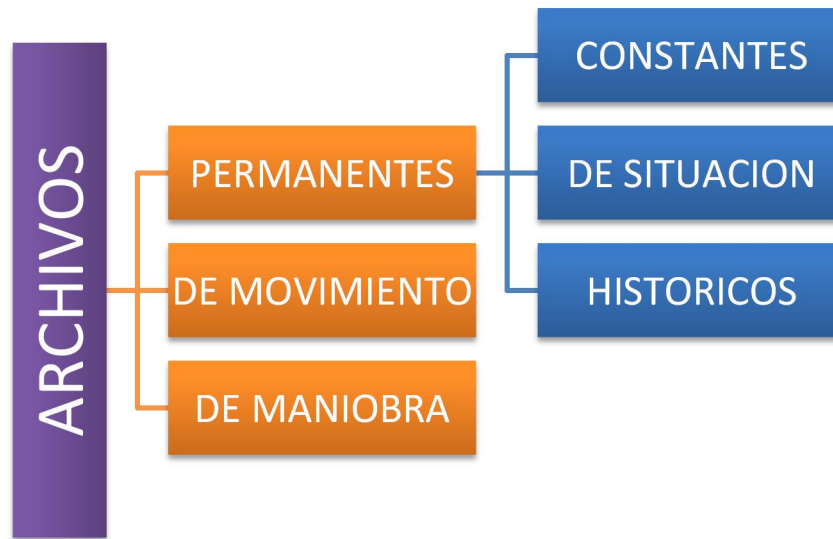 ARCHIVOS
PERMANENTES
DE MOVIMIENTO
DE MANIOBRA
CONSTANTES
DE SITUACION
HISTORICOS